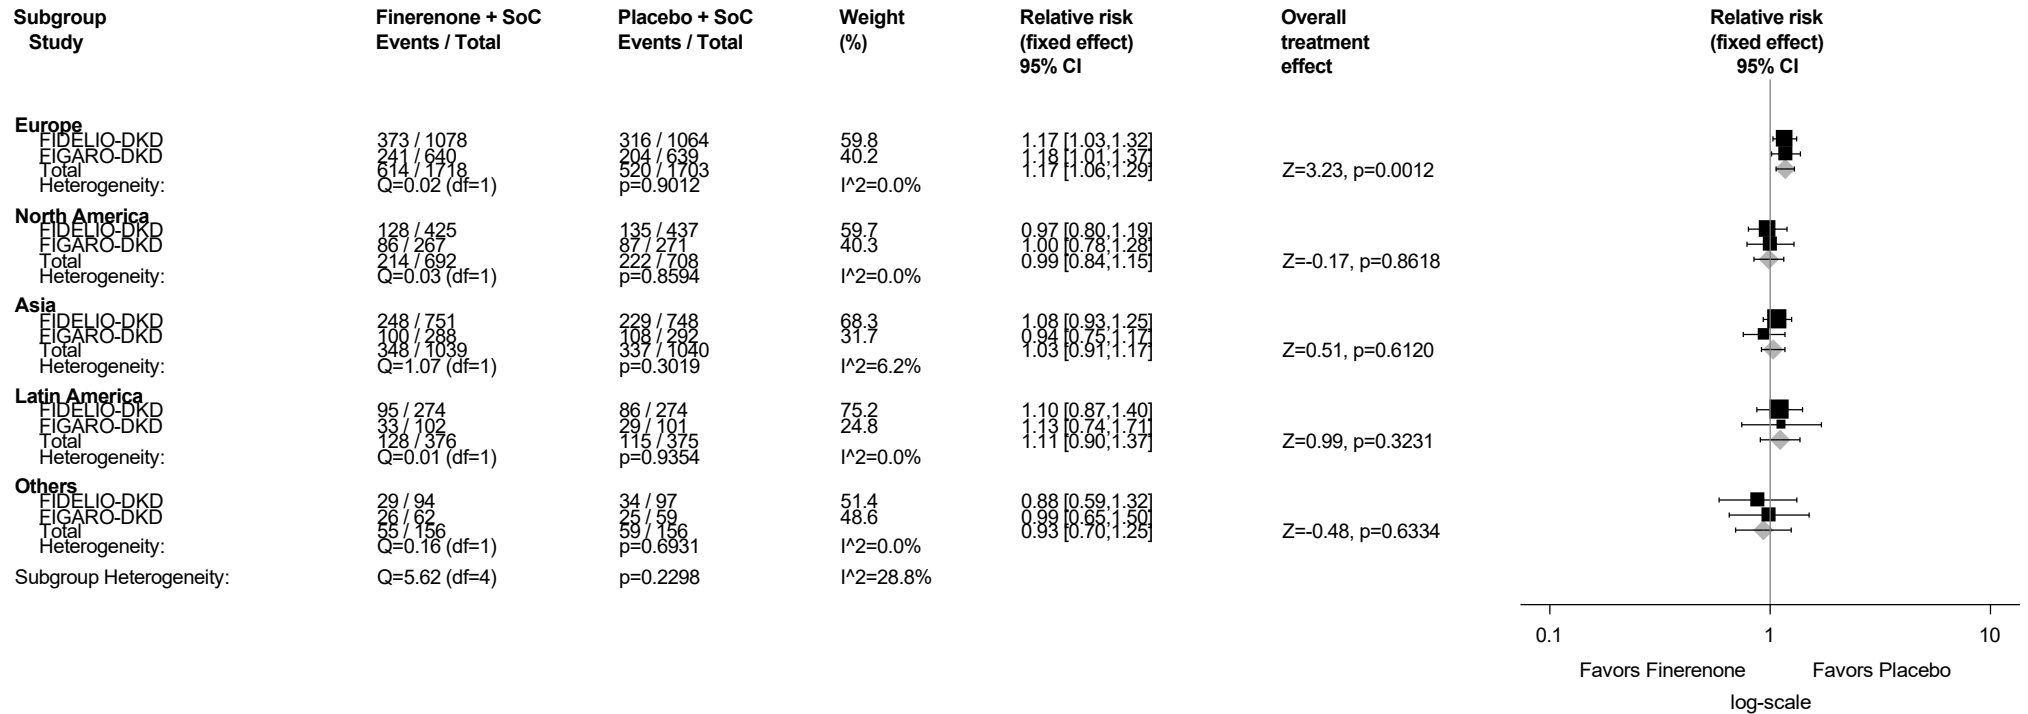 Subgroup Finerenone + SoC Placebo + SoC Weight Relative risk Overall Relative risk
Study Events / Total Events / Total (%) (fixed effect) treatment (fixed effect)
95% CI effect 95% CI
Europe
FIDELIO-DKD 373 / 1078 316 / 1064 59.8 1.17 [1.03,1.32]
FIGARO-DKD 241 / 640 204 / 639 40.2 1.18 [1.01,1.37]
Total 614 / 1718 520 / 1703 1.17 [1.06,1.29] Z=3.23, p=0.0012
Heterogeneity: Q=0.02 (df=1) p=0.9012 I^2=0.0%
North America
FIDELIO-DKD 128 / 425 135 / 437 59.7 0.97 [0.80,1.19]
FIGARO-DKD 86 / 267 87 / 271 40.3 1.00 [0.78,1.28]
Total 214 / 692 222 / 708 0.99 [0.84,1.15] Z=-0.17, p=0.8618
Heterogeneity: Q=0.03 (df=1) p=0.8594 I^2=0.0%
Asia
FIDELIO-DKD 248 / 751 229 / 748 68.3 1.08 [0.93,1.25]
FIGARO-DKD 100 / 288 108 / 292 31.7 0.94 [0.75,1.17]
Total 348 / 1039 337 / 1040 1.03 [0.91,1.17] Z=0.51, p=0.6120
Heterogeneity: Q=1.07 (df=1) p=0.3019 I^2=6.2%
Latin America
FIDELIO-DKD 95 / 274 86 / 274 75.2 1.10 [0.87,1.40]
FIGARO-DKD 33 / 102 29 / 101 24.8 1.13 [0.74,1.71]
Total 128 / 376 115 / 375 1.11 [0.90,1.37] Z=0.99, p=0.3231
Heterogeneity: Q=0.01 (df=1) p=0.9354 I^2=0.0%
Others
FIDELIO-DKD 29 / 94 34 / 97 51.4 0.88 [0.59,1.32]
FIGARO-DKD 26 / 62 25 / 59 48.6 0.99 [0.65,1.50]
Total 55 / 156 59 / 156 0.93 [0.70,1.25] Z=-0.48, p=0.6334
Heterogeneity: Q=0.16 (df=1) p=0.6931 I^2=0.0%
Subgroup Heterogeneity: Q=5.62 (df=4) p=0.2298 I^2=28.8%
0.1 1 10
Favors Finerenone Favors Placebo
log-scale